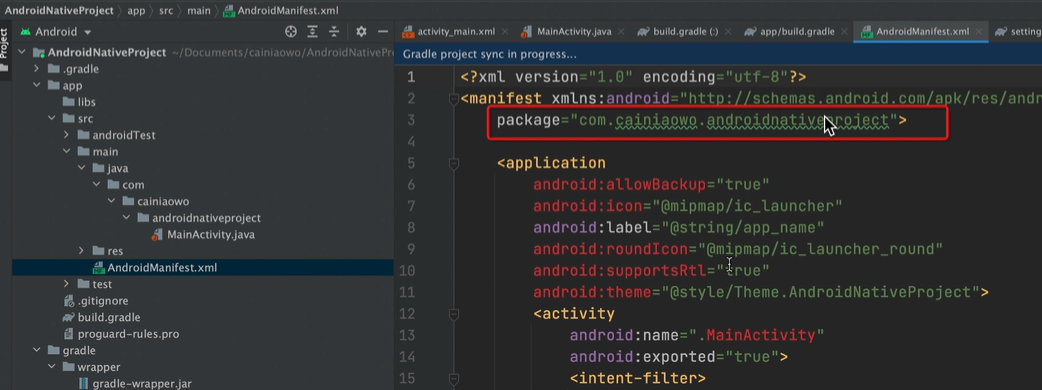 AndroidNativeProject › app › src › main › AndroidManifest.xml
Project
Android
activity_main.xml
MainActivity.java
build.gradle (:)
app/build.gradle
AndroidManifest.xml
setting
AndroidNativeProject ~/Documents/cainiaowo/AndroidNativePr
.gradle
app
libs
src
androidTest
main
java
com
cainiaowo
androidnativeproject
MainActivity.java
res
AndroidManifest.xml
test
.gitignore
build.gradle
proguard-rules.pro
gradle
wrapper
gradle-wrapper.jar
Gradle project sync in progress...
1 <?xml version="1.0" encoding="utf-8"?>
2 <manifest xmlns:android="http://schemas.android.com/apk/res/andr
3 package="com.cainiaowo.androidnativeproject">
4
5 <application
6 android:allowBackup="true"
7 android:icon="@mipmap/ic_launcher"
8 android:label="@string/app_name"
9 android:roundIcon="@mipmap/ic_launcher_round"
10 android:supportsRtl="true"
11 android:theme="@style/Theme.AndroidNativeProject">
12 <activity
13 android:name=".MainActivity"
14 android:exported="true">
15 <intent-filter>